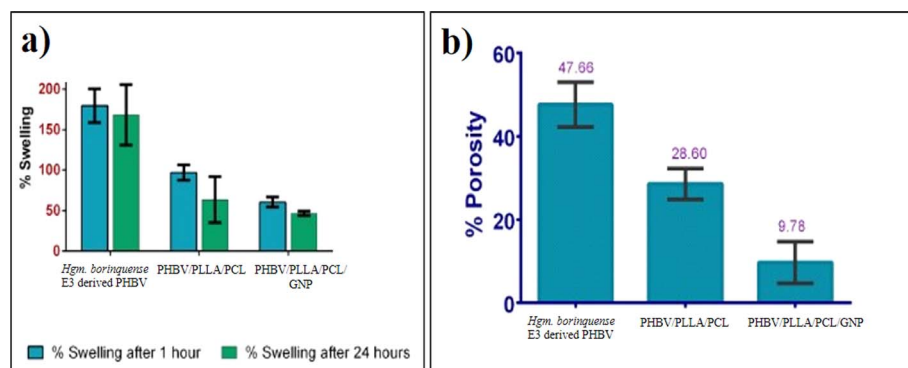 a)
% Swelling
200
150
100
50
0
Hgm. borinquense
E3 derived PHBV
PHBV/PLLA/PCL
PHBV/PLLA/PCL/
GNP
% Swelling after 1 hour
% Swelling after 24 hours
b)
% Porosity
60
40
20
0
47.66
28.60
9.78
Hgm. borinquense
E3 derived PHBV
PHBV/PLLA/PCL
PHBV/PLLA/PCL/GNP